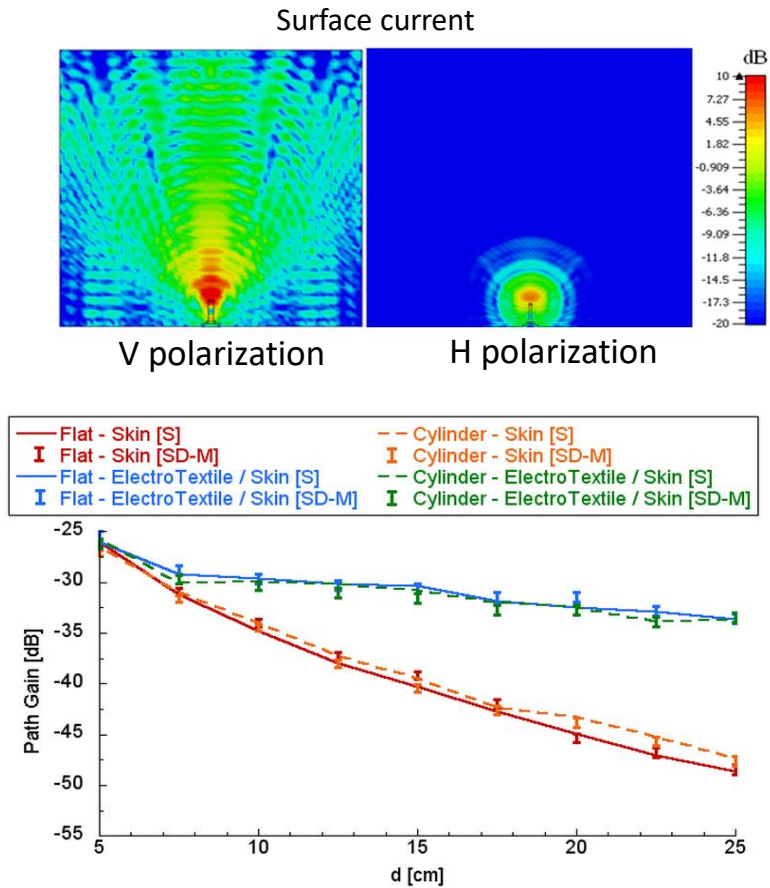 Surface current
dB
10
7.27
4.55
1.82
-0.909
-3.64
-6.36
-9.09
-11.8
-14.5
-17.3
-20
V polarization
H polarization
Flat - Skin [S]
Cylinder - Skin [S]
Flat - Skin [SD-M]
Cylinder - Skin [SD-M]
Flat - ElectroTextile / Skin [S]
Cylinder - ElectroTextile / Skin [S]
Flat - ElectroTextile / Skin [SD-M]
Cylinder - ElectroTextile / Skin [SD-M]
-25
-30
-35
-40
-45
-50
-55
Path Gain [dB]
5 10 15 20 25
d [cm]